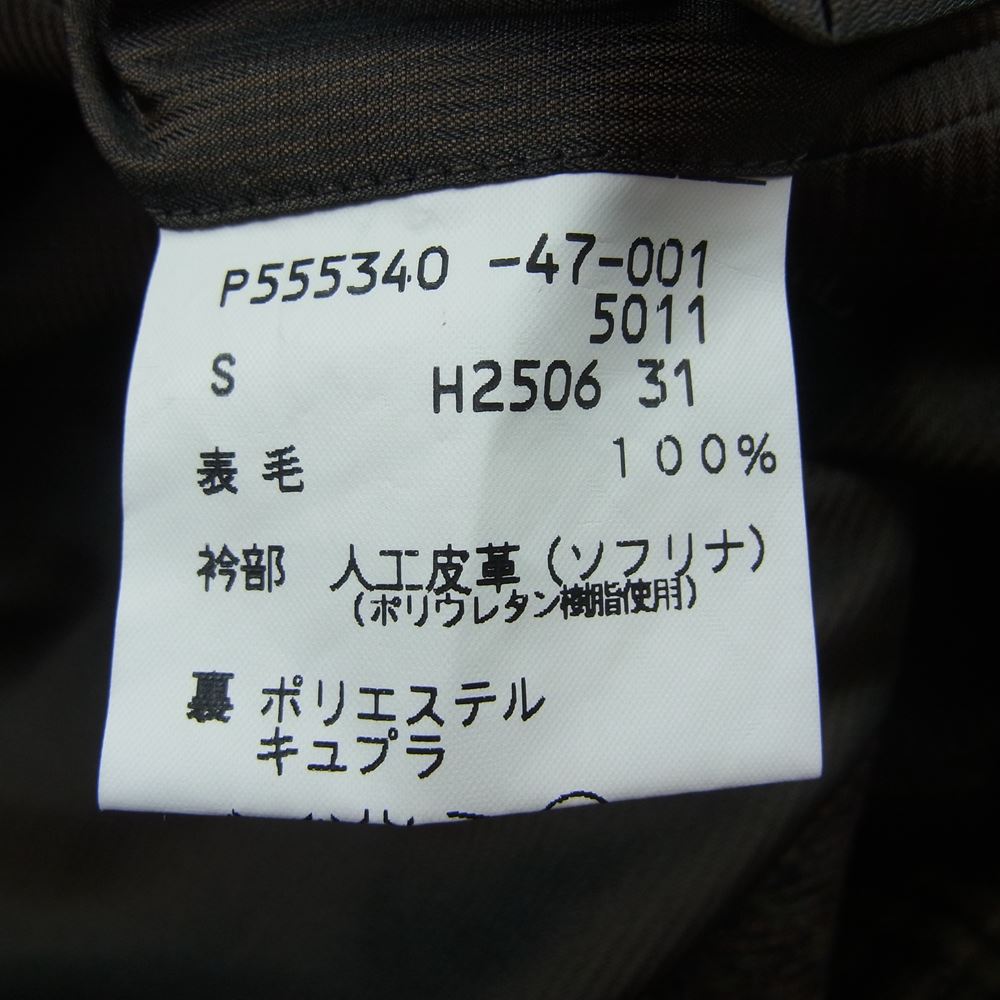 P555340 -47-001
5011
S H2506 31
表 毛 100%
衿部 人工皮革(ソフリナ)
(ポリウレタン樹脂使用)
裏 ポリエステル
キュプラ